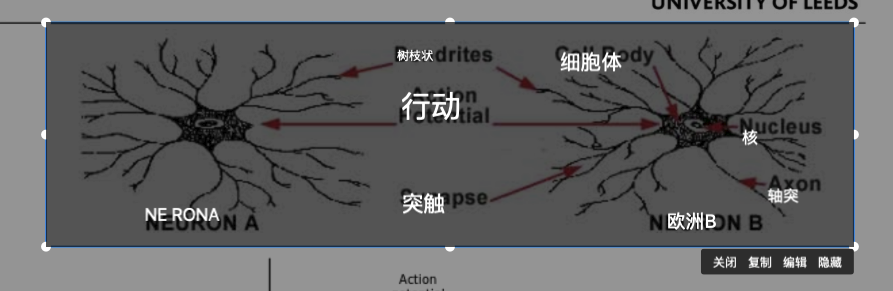 UNIVERSITY OF LEEDS
Dendrites
树枝状
Cell Body
细胞体
Action
Potential
行动
Nucleus
核
Synapse
突触
Axon
轴突
NEURON A
NE RONA
NEURON B
欧洲B
关闭 复制 编辑 隐藏
Action